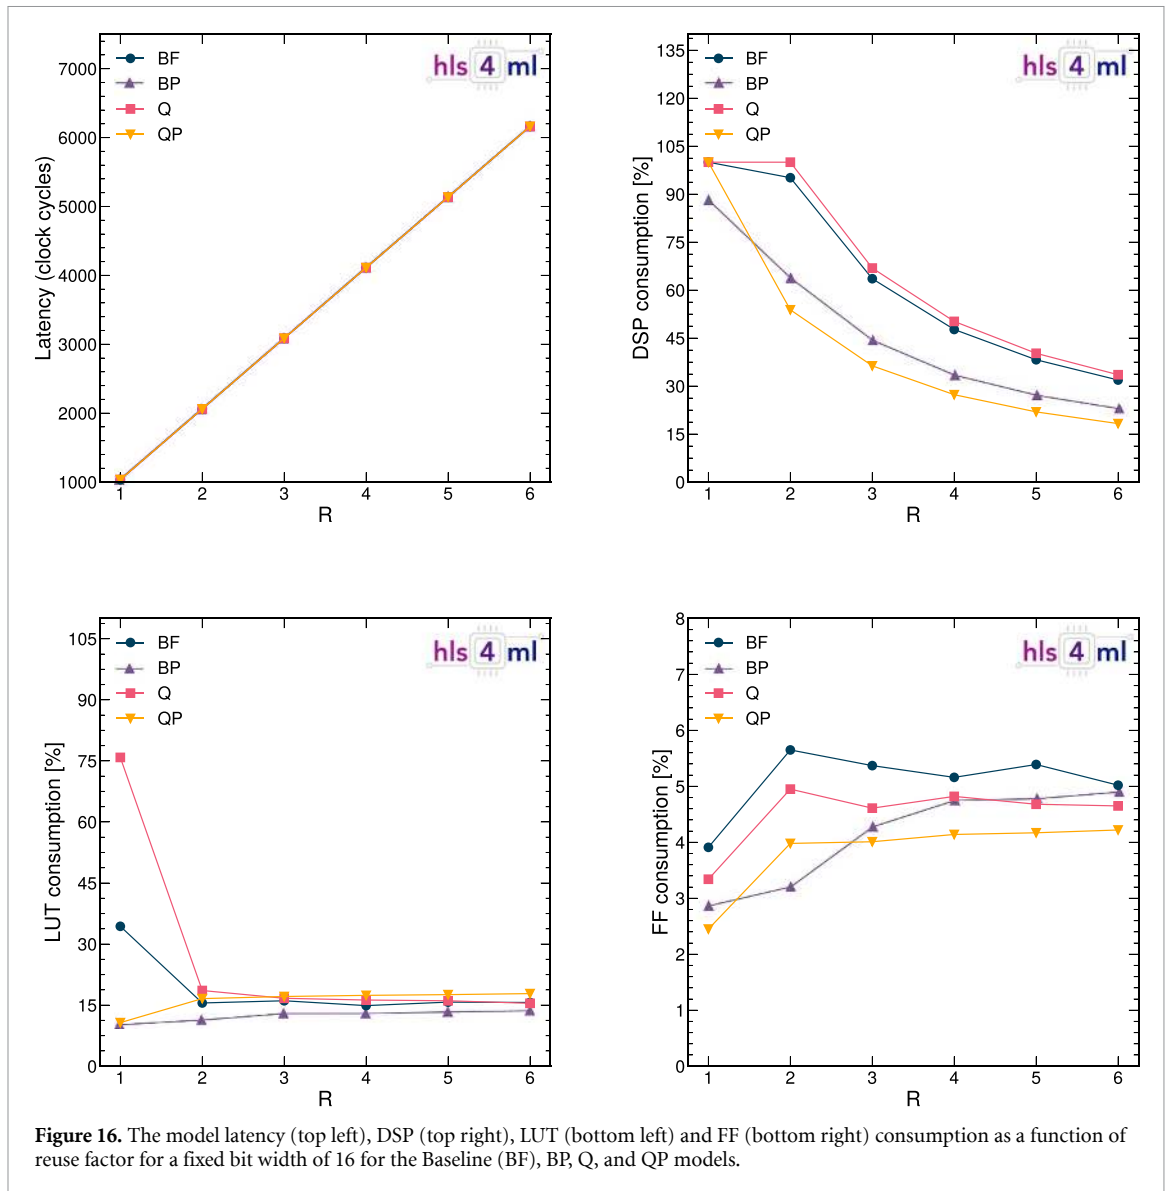 BF
BP
Q
QP
hls 4 ml
7000
6000
5000
4000
3000
2000
1000
Latency (clock cycles)
1 2 3 4 5 6
R
BF
BP
Q
QP
hls 4 ml
135
120
105
90
75
60
45
30
15
0
DSP consumption [%]
1 2 3 4 5 6
R
BF
BP
Q
QP
hls 4 ml
105
90
75
60
45
30
15
0
LUT consumption [%]
1 2 3 4 5 6
R
BF
BP
Q
QP
hls 4 ml
8
7
6
5
4
3
2
1
0
FF consumption [%]
1 2 3 4 5 6
R
Figure 16. The model latency (top left), DSP (top right), LUT (bottom left) and FF (bottom right) consumption as a function of
reuse factor for a fixed bit width of 16 for the Baseline (BF), BP, Q, and QP models.